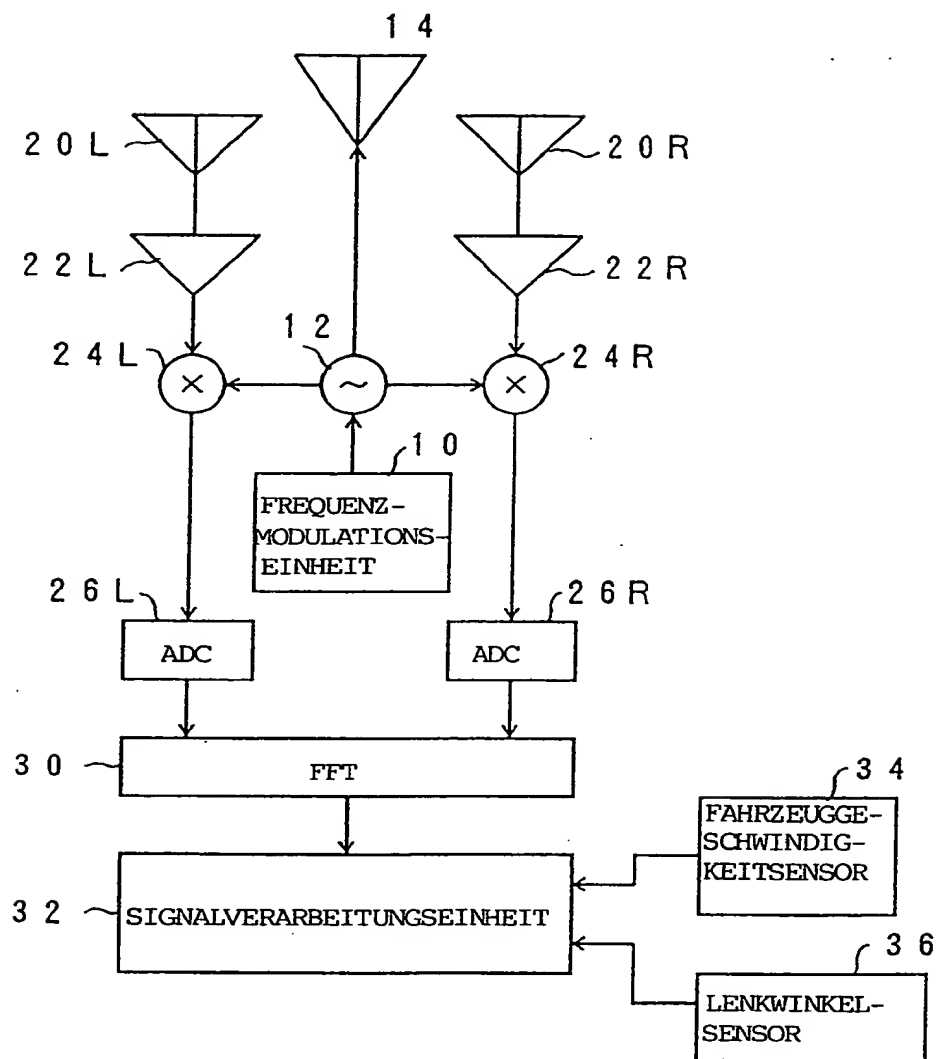 14
20L
20R
22L
22R
12
24L
24R
10
FREQUENZ-
MODULATIONS-
EINHEIT
26L
26R
ADC
ADC
30
FFT
34
FAHRZEUGGE-
SCHWINDIG-
KEITSENSOR
32
SIGNALVERARBEITUNGSEINHEIT
36
LENKWINKEL-
SENSOR